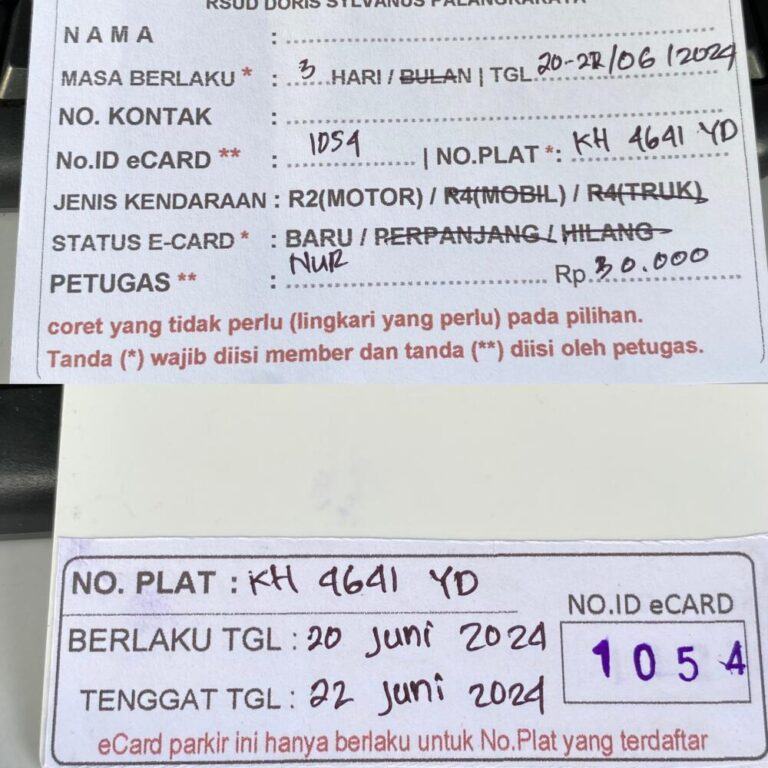 RSUD DORIS SYLVANUS PALANGKARAYA
NAMA :
MASA BERLAKU * : 3 HARI / BULAN | TGL 20-22/06/2024
NO. KONTAK :
No.ID eCARD ** : 1054 | NO.PLAT *: KH 4641 YD
JENIS KENDARAAN : R2(MOTOR) / R4(MOBIL) / R4(TRUK)
STATUS E-CARD * : BARU / PERPANJANG / HILANG
PETUGAS ** : NUR Rp. 30.000
coret yang tidak perlu (lingkari yang perlu) pada pilihan.
Tanda (*) wajib diisi member dan tanda (**) diisi oleh petugas.
NO. PLAT : KH 4641 YD
NO.ID eCARD
BERLAKU TGL : 20 Juni 2024
1054
TENGGAT TGL : 22 Juni 2024
eCard parkir ini hanya berlaku untuk No.Plat yang terdaftar